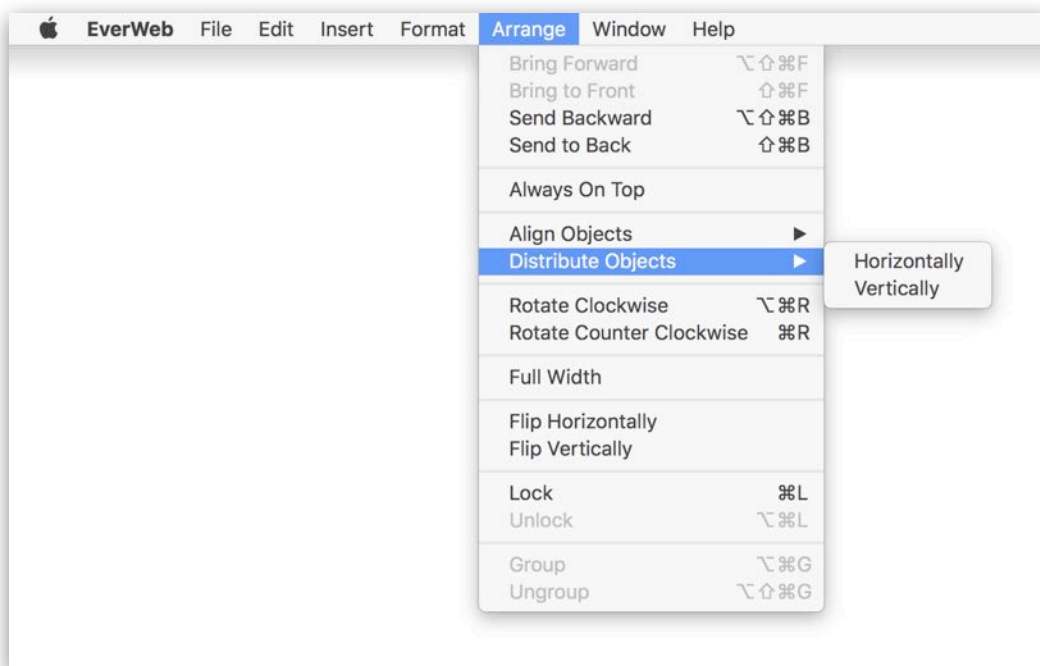 EverWeb File Edit Insert Format Arrange Window Help
Bring Forward ⌥⇧⌘F
Bring to Front ⇧⌘F
Send Backward ⌥⇧⌘B
Send to Back ⇧⌘B
Always On Top
Align Objects ▶
Distribute Objects ▶
Horizontally
Vertically
Rotate Clockwise ⌥⌘R
Rotate Counter Clockwise ⌘R
Full Width
Flip Horizontally
Flip Vertically
Lock ⌘L
Unlock ⌥⌘L
Group ⌥⌘G
Ungroup ⌥⇧⌘G